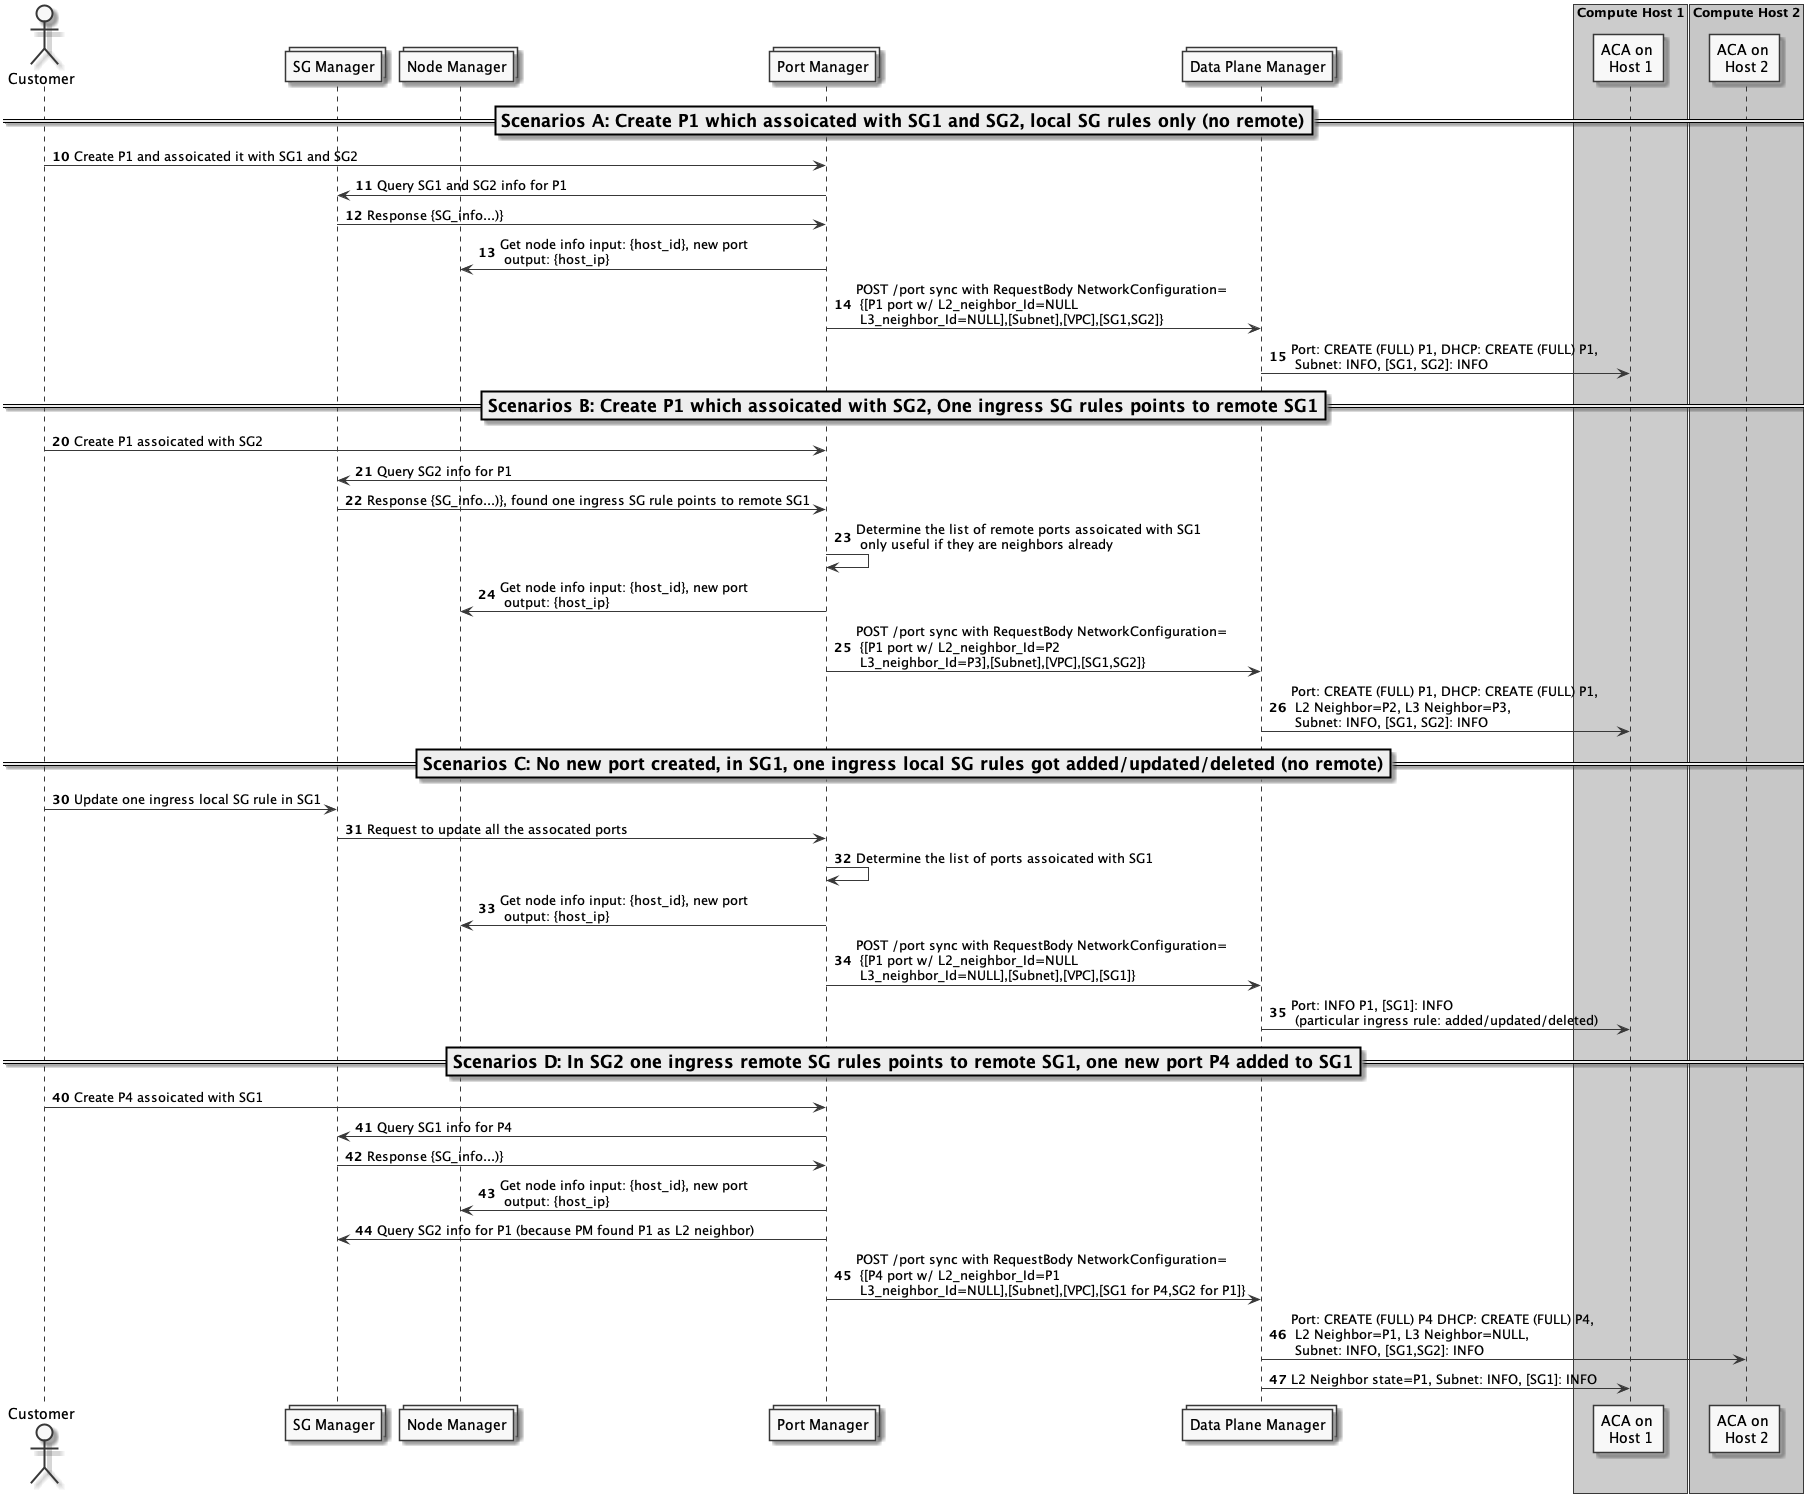 Compute Host 1
Compute Host 2
Customer
SG Manager
Node Manager
Port Manager
Data Plane Manager
ACA on
Host 1
ACA on
Host 2
Scenarios A: Create P1 which assoicated with SG1 and SG2, local SG rules only (no remote)
10 Create P1 and assoicated it with SG1 and SG2
11 Query SG1 and SG2 info for P1
12 Response {SG_info...)}
13 Get node info input: {host_id}, new port
output: {host_ip}
14 POST /port sync with RequestBody NetworkConfiguration=
{[P1 port w/ L2_neighbor_Id=NULL
L3_neighbor_Id=NULL],[Subnet],[VPC],[SG1,SG2]}
15 Port: CREATE (FULL) P1, DHCP: CREATE (FULL) P1,
Subnet: INFO, [SG1, SG2]: INFO
Scenarios B: Create P1 which assoicated with SG2, One ingress SG rules points to remote SG1
20 Create P1 assoicated with SG2
21 Query SG2 info for P1
22 Response {SG_info...)}, found one ingress SG rule points to remote SG1
23 Determine the list of remote ports assoicated with SG1
only useful if they are neighbors already
24 Get node info input: {host_id}, new port
output: {host_ip}
25 POST /port sync with RequestBody NetworkConfiguration=
{[P1 port w/ L2_neighbor_Id=P2
L3_neighbor_Id=P3],[Subnet],[VPC],[SG1,SG2]}
26 Port: CREATE (FULL) P1, DHCP: CREATE (FULL) P1,
L2 Neighbor=P2, L3 Neighbor=P3,
Subnet: INFO, [SG1, SG2]: INFO
Scenarios C: No new port created, in SG1, one ingress local SG rules got added/updated/deleted (no remote)
30 Update one ingress local SG rule in SG1
31 Request to update all the assocated ports
32 Determine the list of ports assoicated with SG1
33 Get node info input: {host_id}, new port
output: {host_ip}
34 POST /port sync with RequestBody NetworkConfiguration=
{[P1 port w/ L2_neighbor_Id=NULL
L3_neighbor_Id=NULL],[Subnet],[VPC],[SG1]}
35 Port: INFO P1, [SG1]: INFO
(particular ingress rule: added/updated/deleted)
Scenarios D: In SG2 one ingress remote SG rules points to remote SG1, one new port P4 added to SG1
40 Create P4 assoicated with SG1
41 Query SG1 info for P4
42 Response {SG_info...)}
43 Get node info input: {host_id}, new port
output: {host_ip}
44 Query SG2 info for P1 (because PM found P1 as L2 neighbor)
45 POST /port sync with RequestBody NetworkConfiguration=
{[P4 port w/ L2_neighbor_Id=P1
L3_neighbor_Id=NULL],[Subnet],[VPC],[SG1 for P4,SG2 for P1]}
46 Port: CREATE (FULL) P4 DHCP: CREATE (FULL) P4,
L2 Neighbor=P1, L3 Neighbor=NULL,
Subnet: INFO, [SG1,SG2]: INFO
47 L2 Neighbor state=P1, Subnet: INFO, [SG1]: INFO
Customer
SG Manager
Node Manager
Port Manager
Data Plane Manager
ACA on
Host 1
ACA on
Host 2